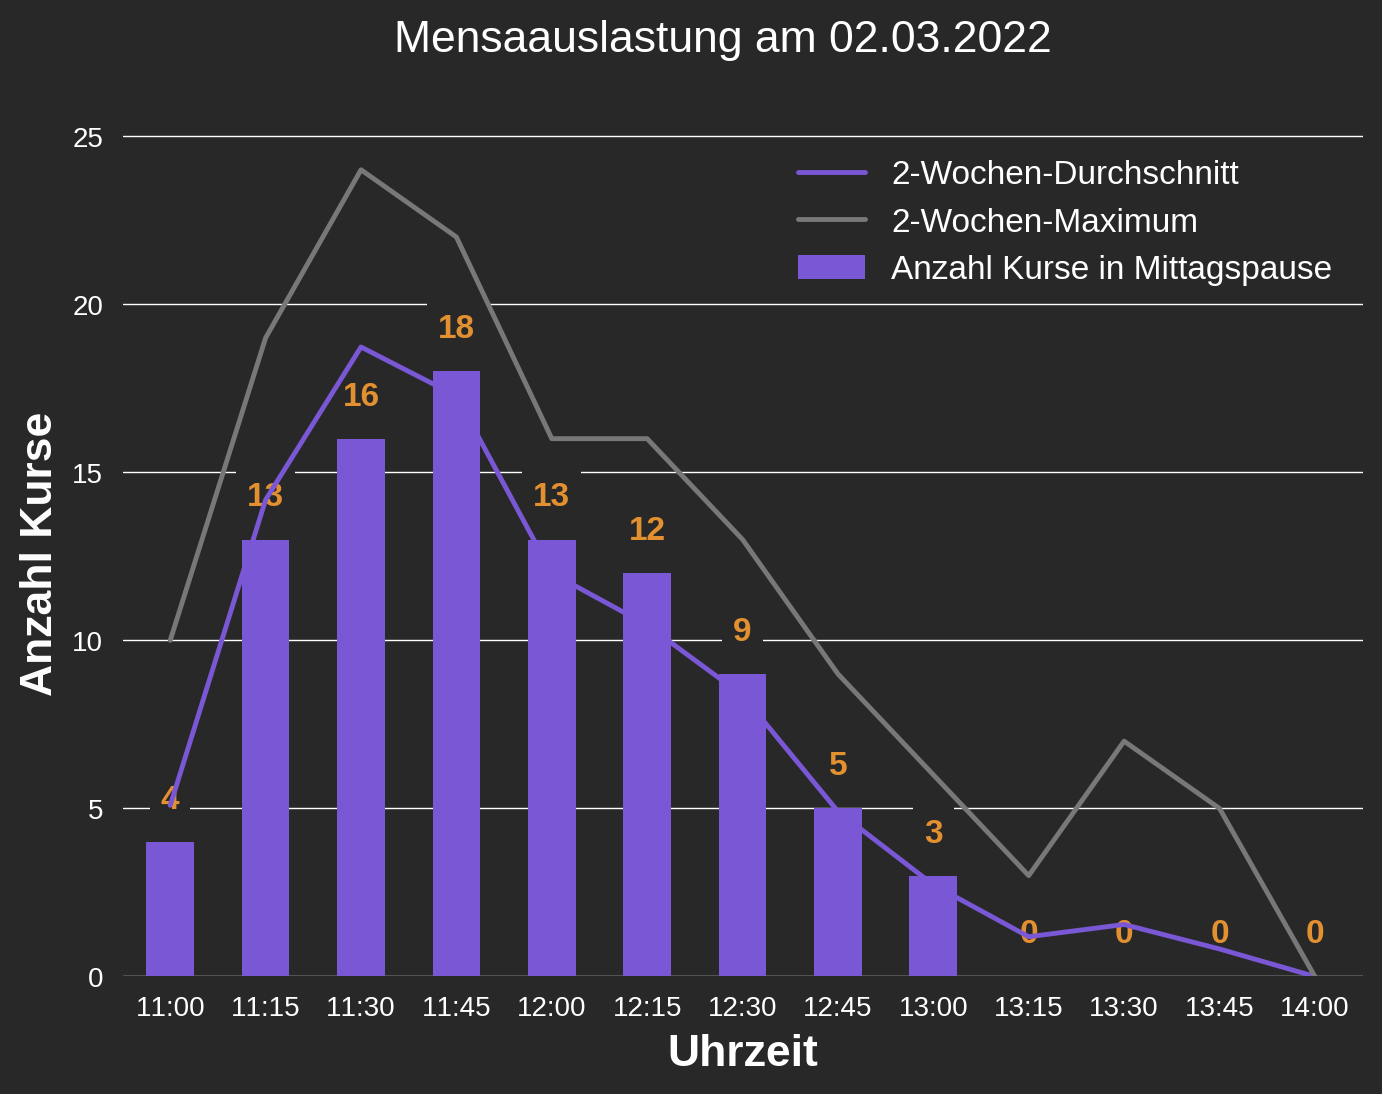 Mensaauslastung am 02.03.2022
25
2-Wochen-Durchschnitt
2-Wochen-Maximum
Anzahl Kurse in Mittagspause
20
18
16
15
13
13
12
10
9
5
5
4
3
0
0
0
0
0
Anzahl Kurse
11:00 11:15 11:30 11:45 12:00 12:15 12:30 12:45 13:00 13:15 13:30 13:45 14:00
Uhrzeit